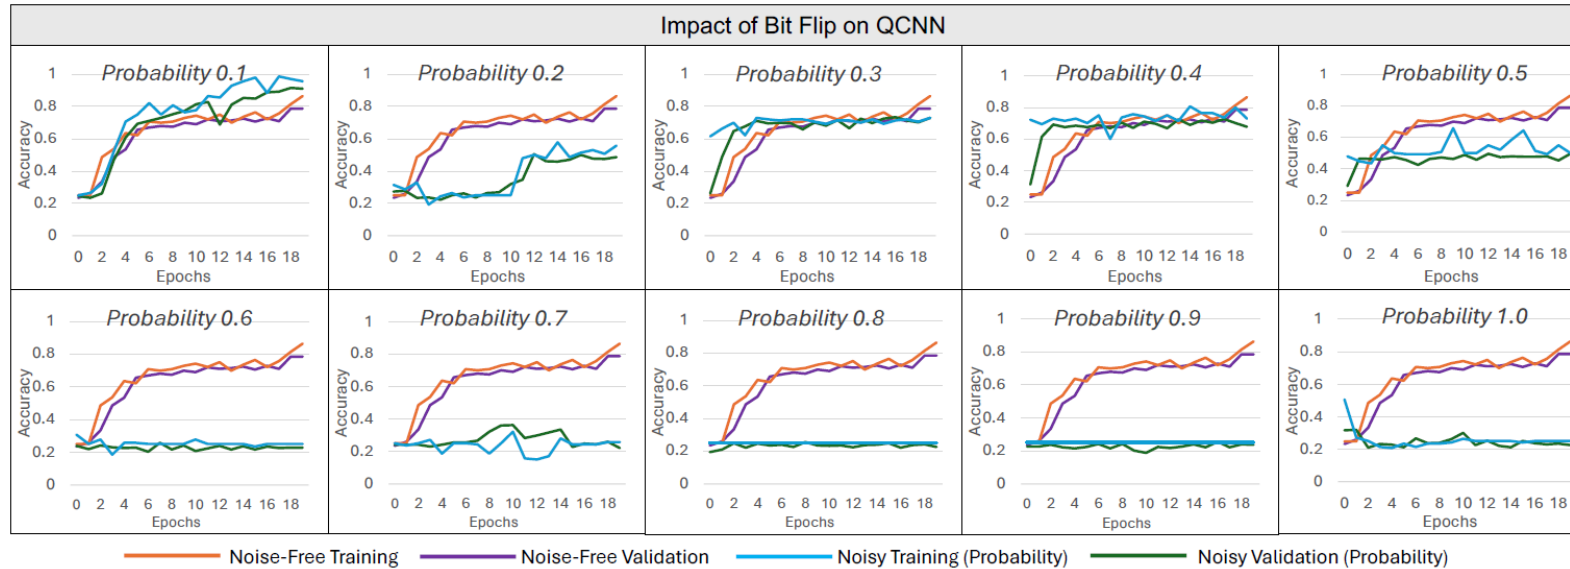 Impact of Bit Flip on QCNN
Probability 0.1
1
0.8
0.6
0.4
0.2
0
Accuracy
0 2 4 6 8 10 12 14 16 18
Epochs
Probability 0.2
1
0.8
0.6
0.4
0.2
0
Accuracy
0 2 4 6 8 10 12 14 16 18
Epochs
Probability 0.3
1
0.8
0.6
0.4
0.2
0
Accuracy
0 2 4 6 8 10 12 14 16 18
Epochs
Probability 0.4
1
0.8
0.6
0.4
0.2
0
Accuracy
0 2 4 6 8 10 12 14 16 18
Epochs
Probability 0.5
1
0.8
0.6
0.4
0.2
0
Accuracy
0 2 4 6 8 10 12 14 16 18
Epochs
Probability 0.6
1
0.8
0.6
0.4
0.2
0
Accuracy
0 2 4 6 8 10 12 14 16 18
Epochs
Probability 0.7
1
0.8
0.6
0.4
0.2
0
Accuracy
0 2 4 6 8 10 12 14 16 18
Epochs
Probability 0.8
1
0.8
0.6
0.4
0.2
0
Accuracy
0 2 4 6 8 10 12 14 16 18
Epochs
Probability 0.9
1
0.8
0.6
0.4
0.2
0
Accuracy
0 2 4 6 8 10 12 14 16 18
Epochs
Probability 1.0
1
0.8
0.6
0.4
0.2
0
Accuracy
0 2 4 6 8 10 12 14 16 18
Epochs
Noise-Free Training
Noise-Free Validation
Noisy Training (Probability)
Noisy Validation (Probability)